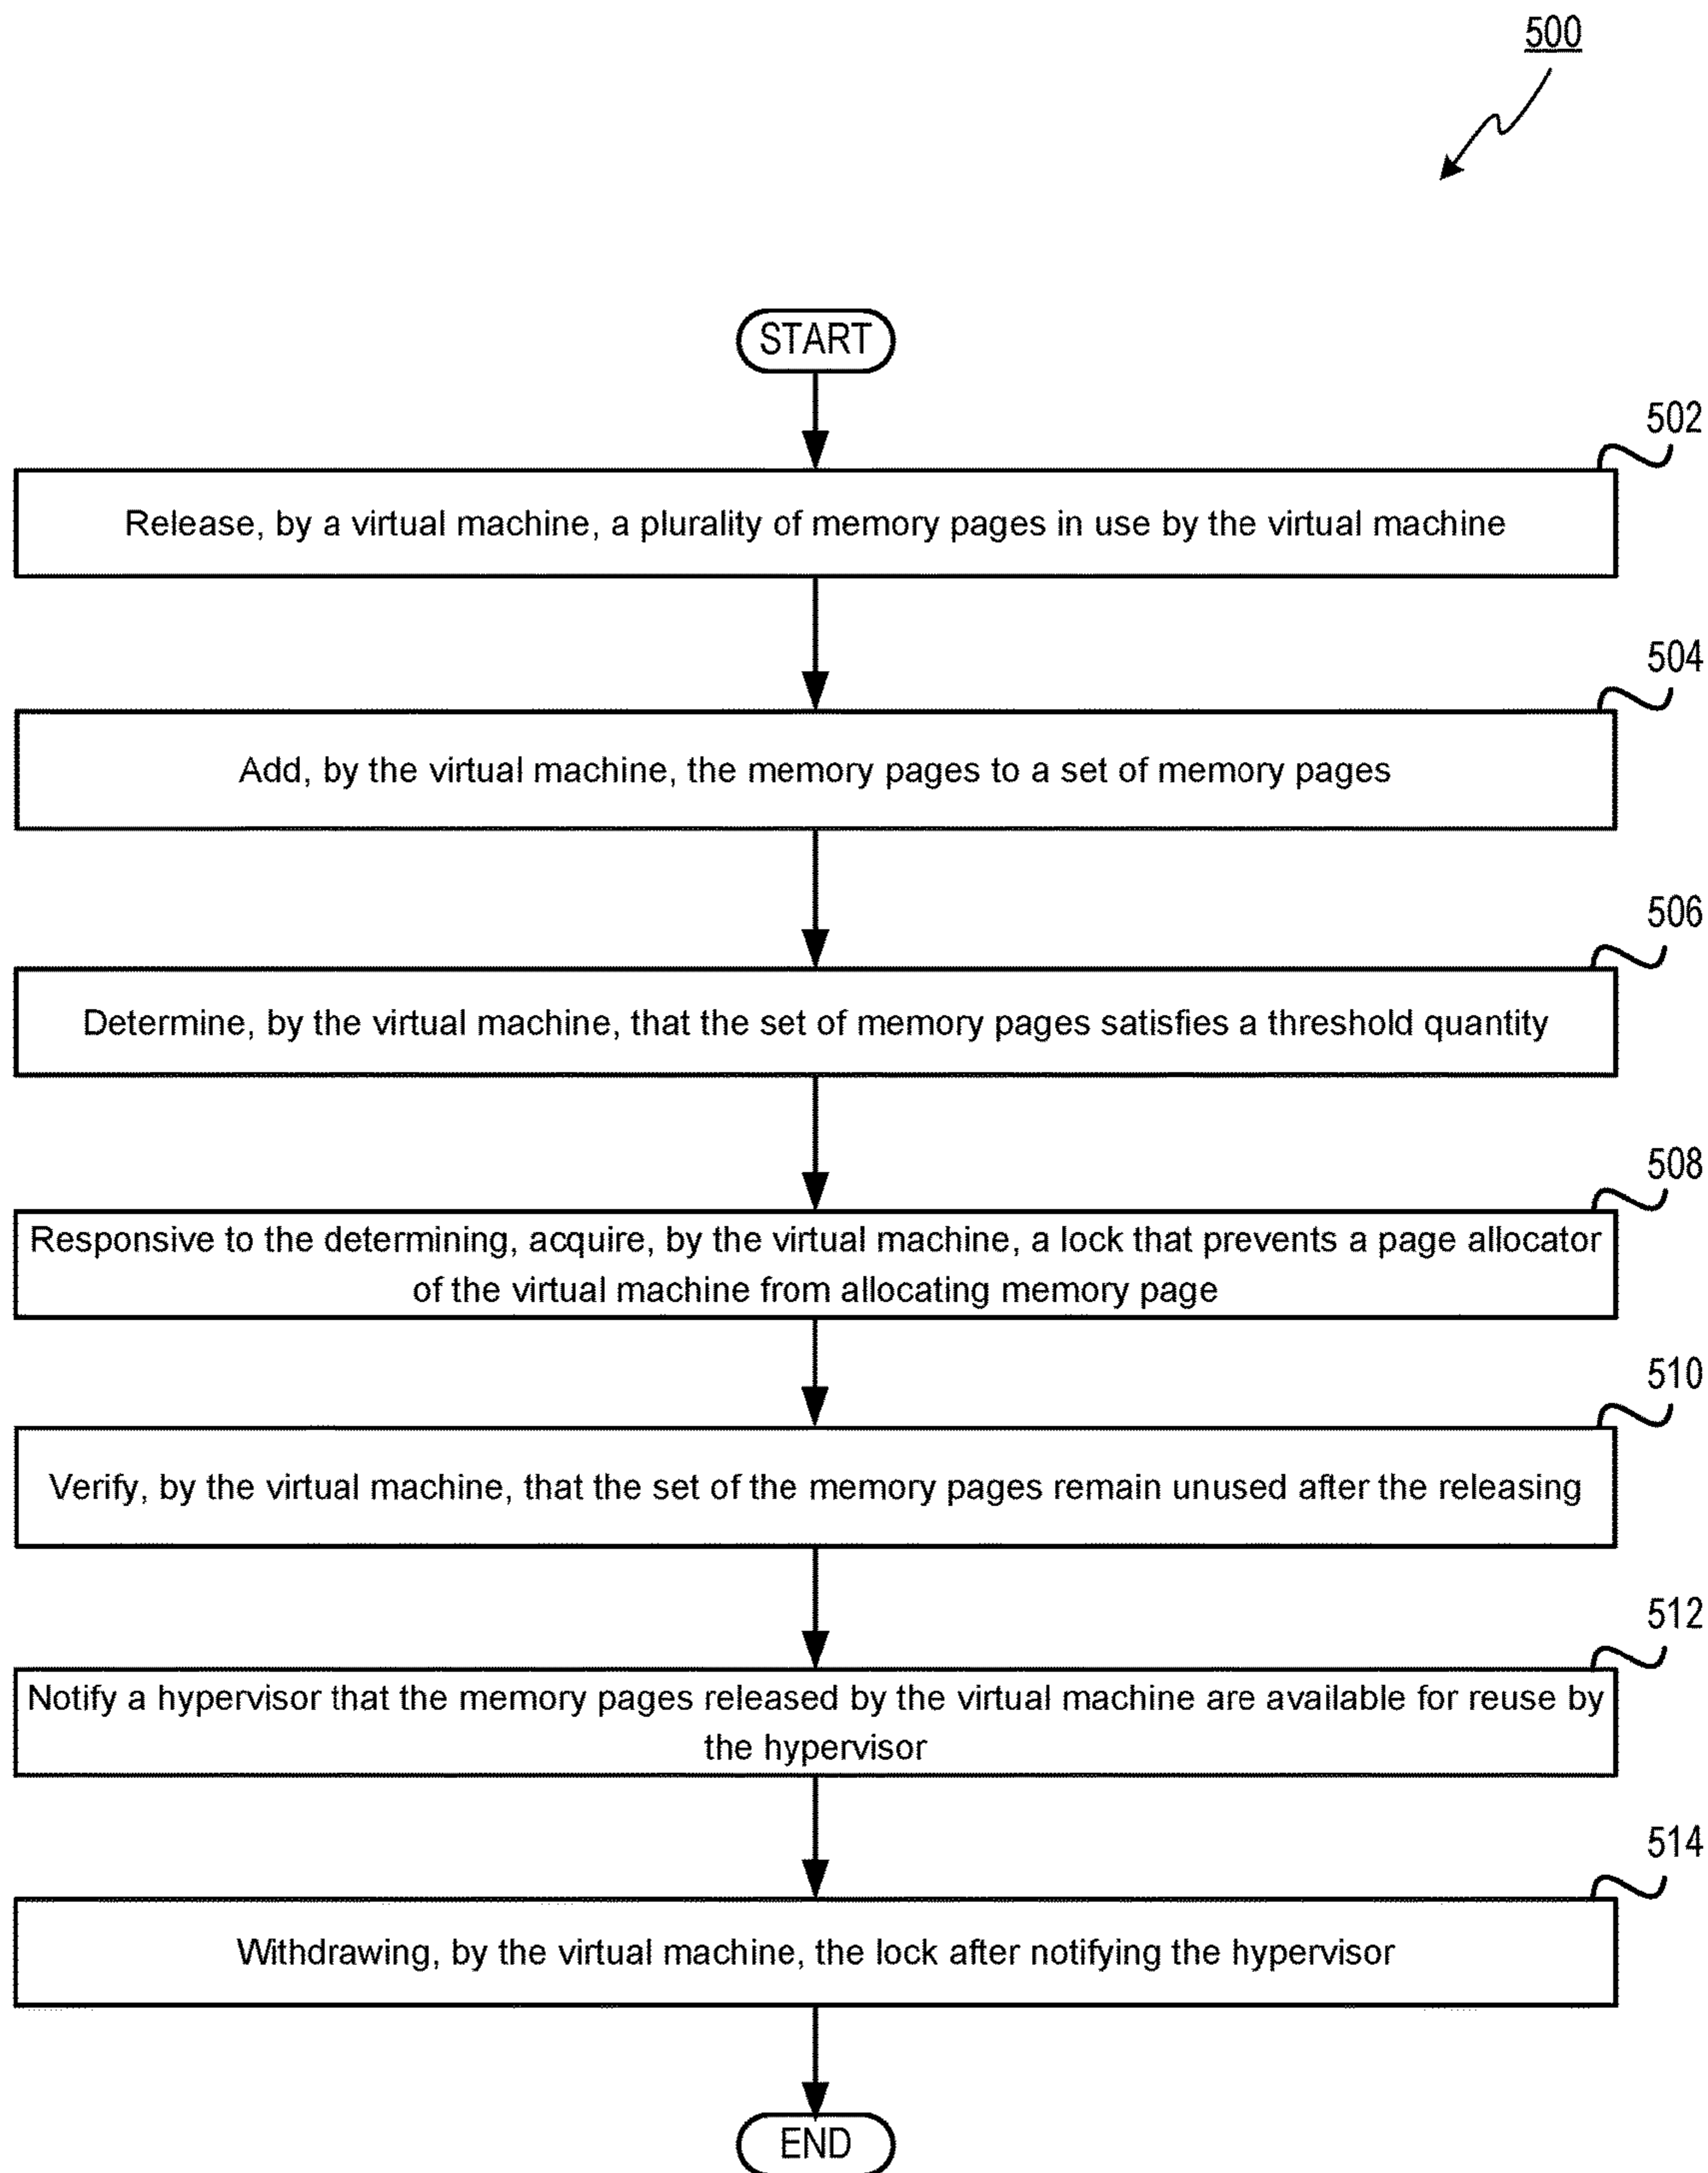 500
START
502
Release, by a virtual machine, a plurality of memory pages in use by the virtual machine
504
Add, by the virtual machine, the memory pages to a set of memory pages
506
Determine, by the virtual machine, that the set of memory pages satisfies a threshold quantity
508
Responsive to the determining, acquire, by the virtual machine, a lock that prevents a page allocator
of the virtual machine from allocating memory page
510
Verify, by the virtual machine, that the set of the memory pages remain unused after the releasing
512
Notify a hypervisor that the memory pages released by the virtual machine are available for reuse by
the hypervisor
514
Withdrawing, by the virtual machine, the lock after notifying the hypervisor
END